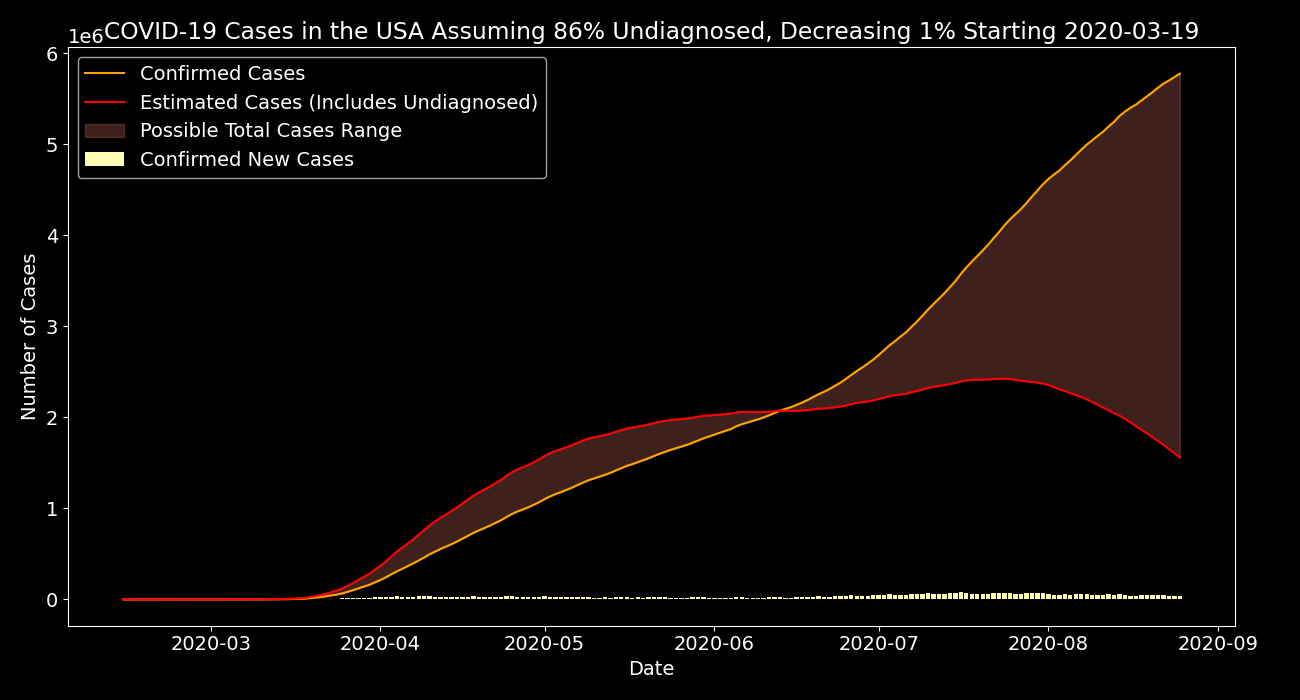 COVID-19 Cases in the USA Assuming 86% Undiagnosed, Decreasing 1% Starting 2020-03-19
1e6
Confirmed Cases
Estimated Cases (Includes Undiagnosed)
Possible Total Cases Range
Confirmed New Cases
Number of Cases
6
5
4
3
2
1
0
2020-03 2020-04 2020-05 2020-06 2020-07 2020-08 2020-09
Date